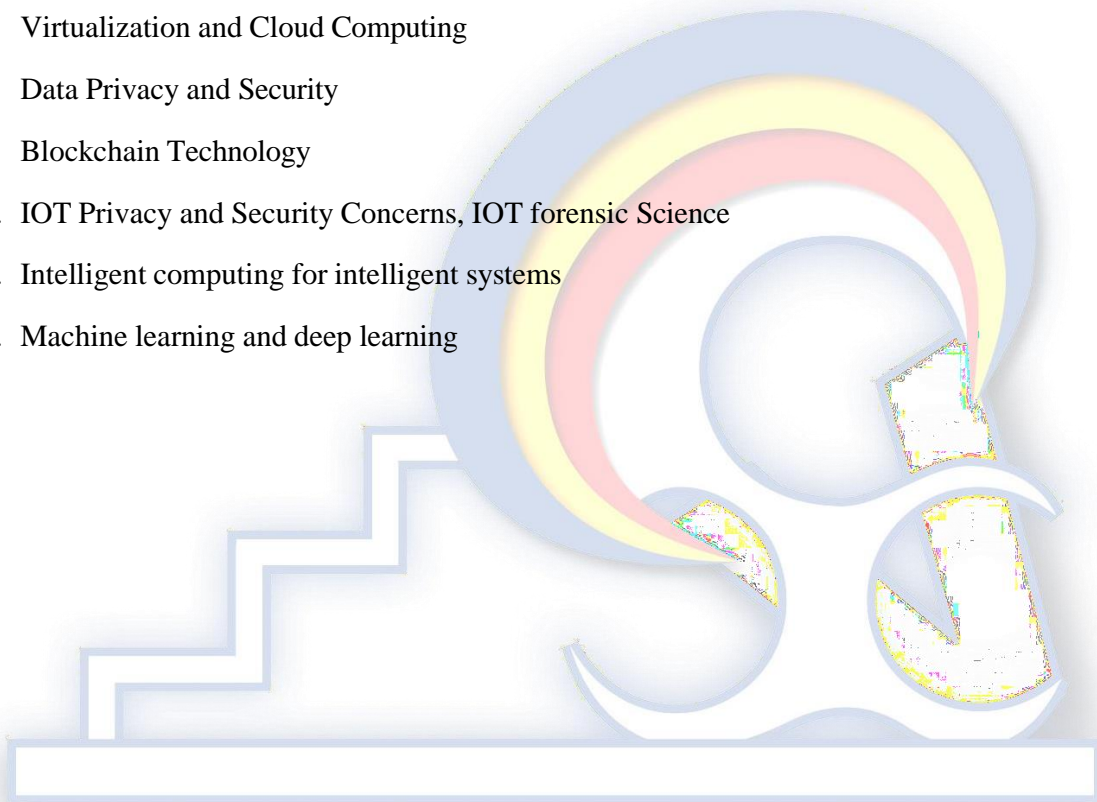 Virtualization and Cloud Computing
Data Privacy and Security
Blockchain Technology
. IOT Privacy and Security Concerns, IOT forensic Science
. Intelligent computing for intelligent systems
. Machine learning and deep learning